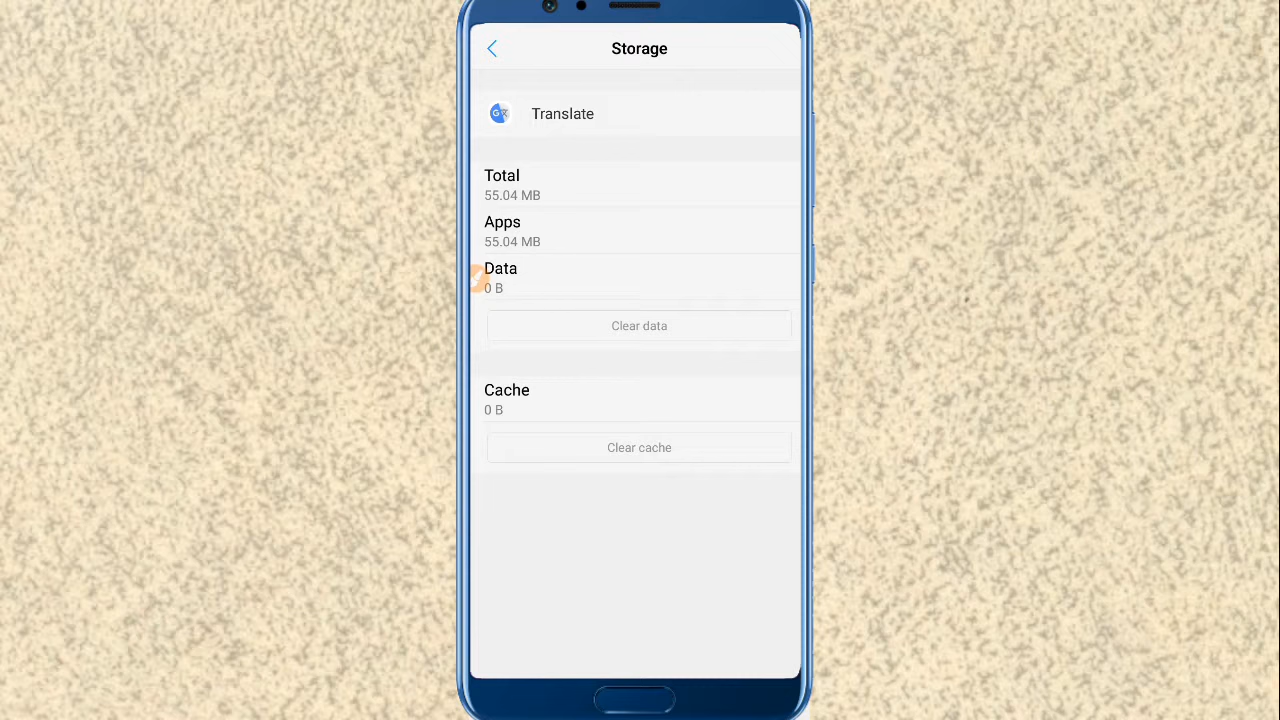 Storage
Translate
Total
55.04 MB
Apps
55.04 MB
Data
0 B
Clear data
Cache
0 B
Clear cache